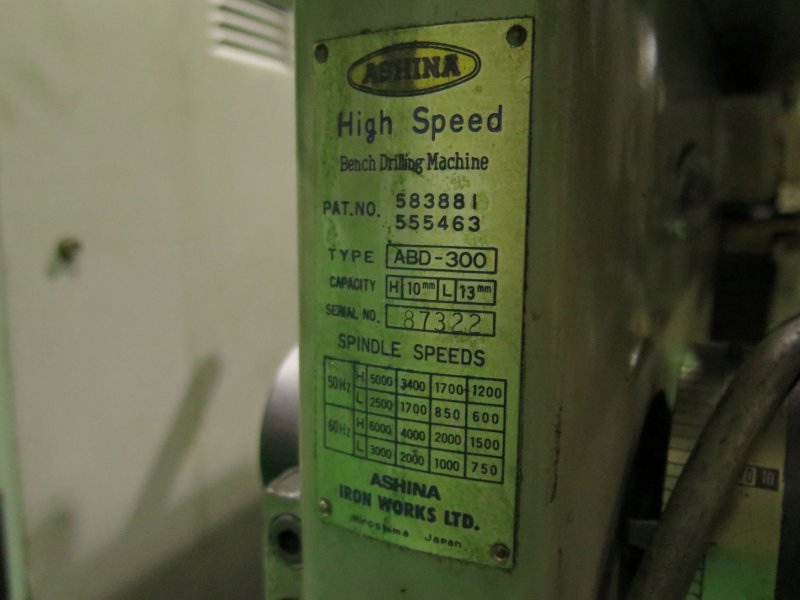 ASHINA
High Speed
Bench Drilling Machine
PAT.NO. 583881
555463
TYPE ABD-300
CAPACITY H 10mm L 13mm
SERIAL NO. 87322
SPINDLE SPEEDS
50Hz H 5000 3400 1700 1200
L 2500 1700 850 600
60Hz H 6000 4000 2000 1500
L 3000 2000 1000 750
ASHINA
IRON WORKS LTD.
Hiroshima Japan
10